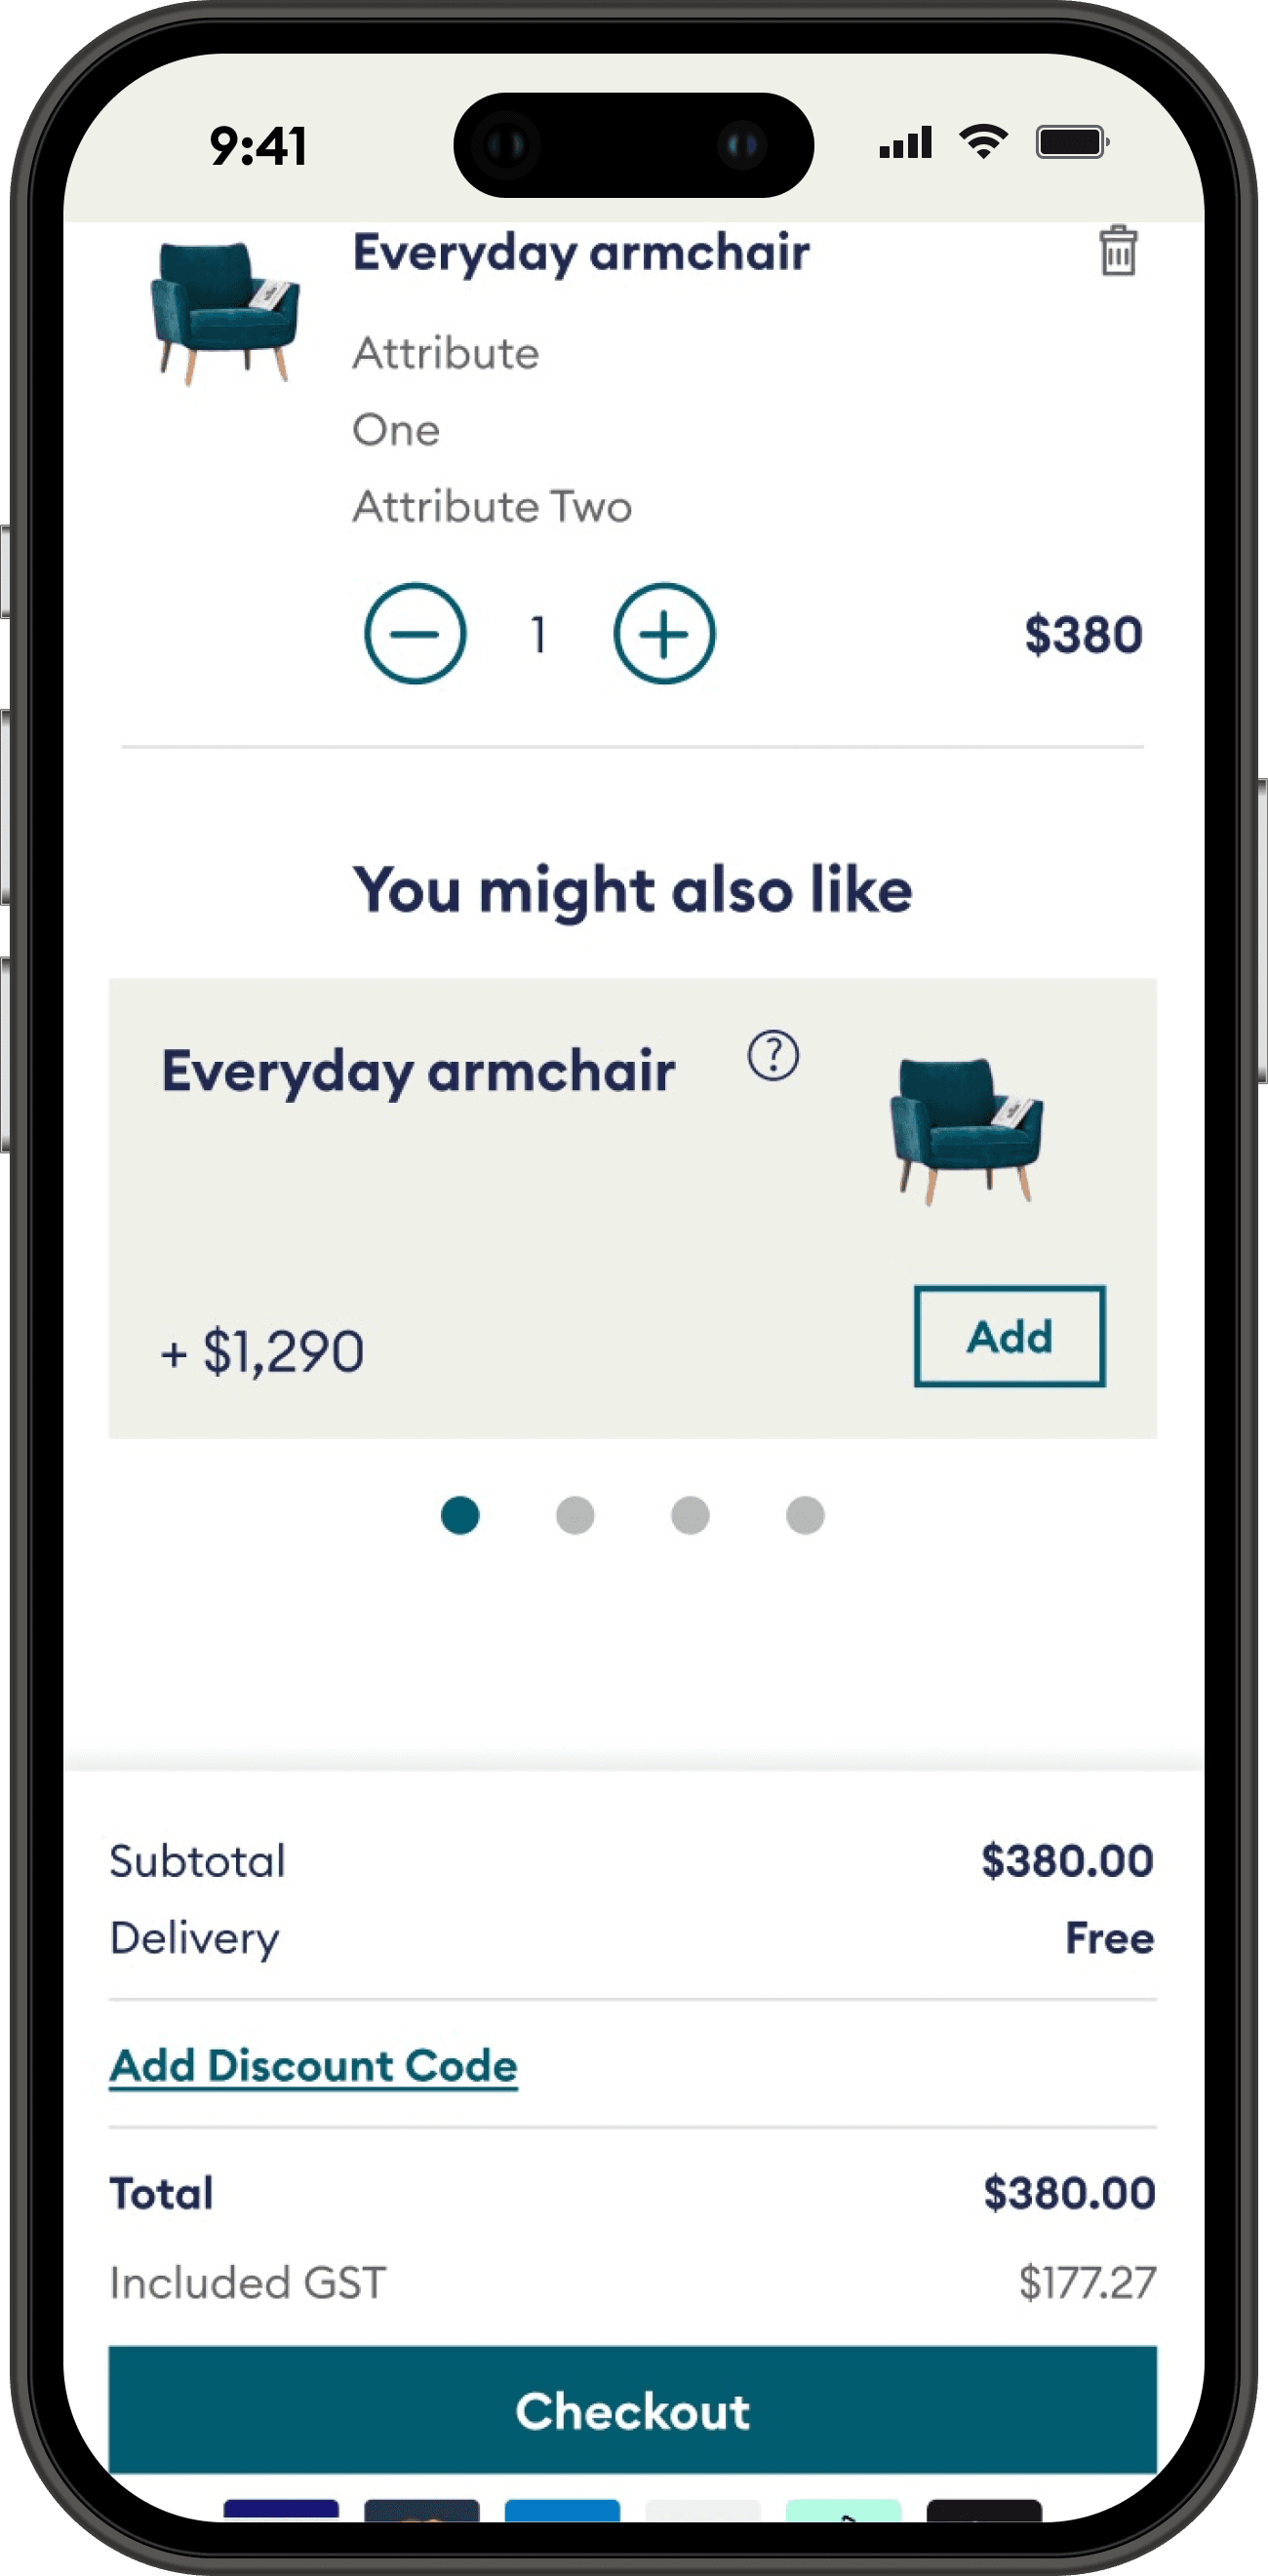 9:41
Everyday armchair
Attribute
One
Attribute Two
1
$380
You might also like
Everyday armchair
?
+ $1,290
Add
Subtotal $380.00
Delivery Free
Add Discount Code
Total $380.00
Included GST $177.27
Checkout